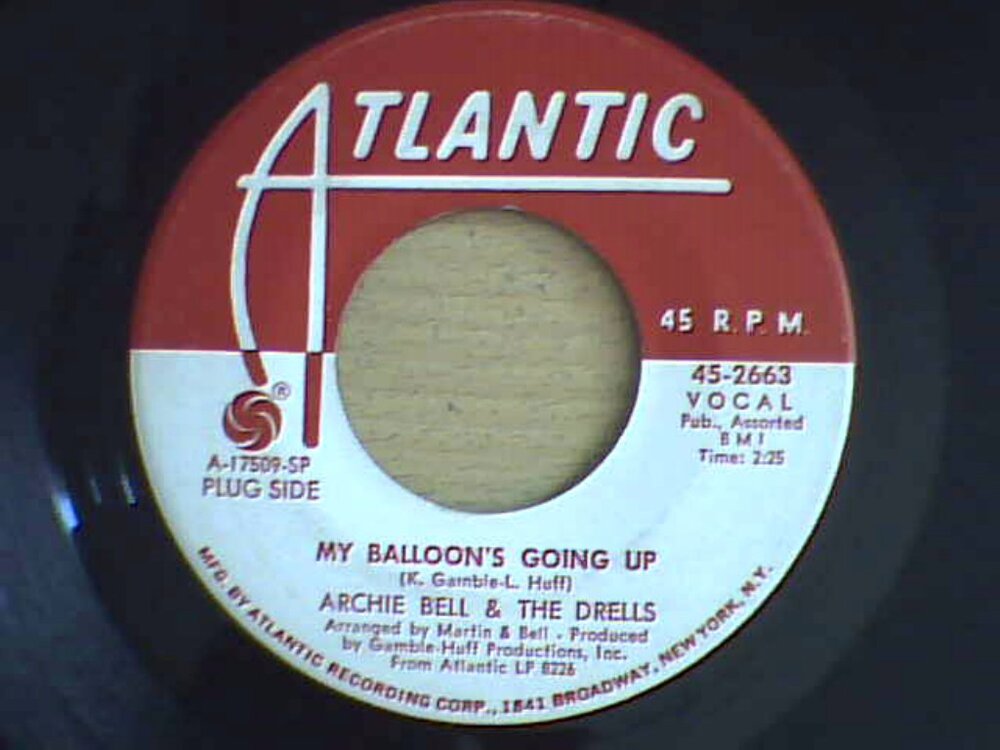 ATLANTIC
45 R.P.M.
45-2663
VOCAL
Pub., Assorted
BMI
Time: 2:25
®
A-17509-SP
PLUG SIDE
MY BALLOON'S GOING UP
(K. Gamble-L. Huff)
ARCHIE BELL & THE DRELLS
Arranged by Martin & Bell . Produced
by Gamble-Huff Productions, Inc.
From Atlantic LP 8226
MFG. BY ATLANTIC RECORDING CORP., 1841 BROADWAY, NEW YORK, N.Y.